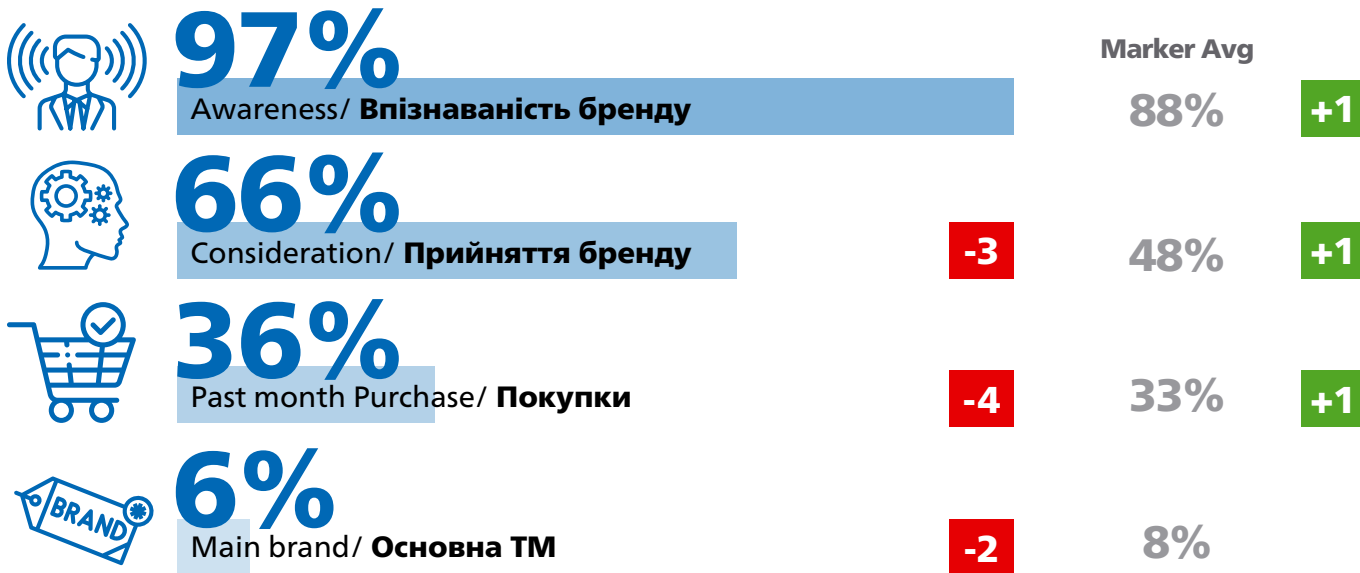 97%
Marker Avg
Awareness/ Впізнаваність бренду
88%
+1
66%
Consideration/ Прийняття бренду
-3
48%
+1
36%
Past month Purchase/ Покупки
-4
33%
+1
6%
BRAND
Main brand/ Основна ТМ
-2
8%